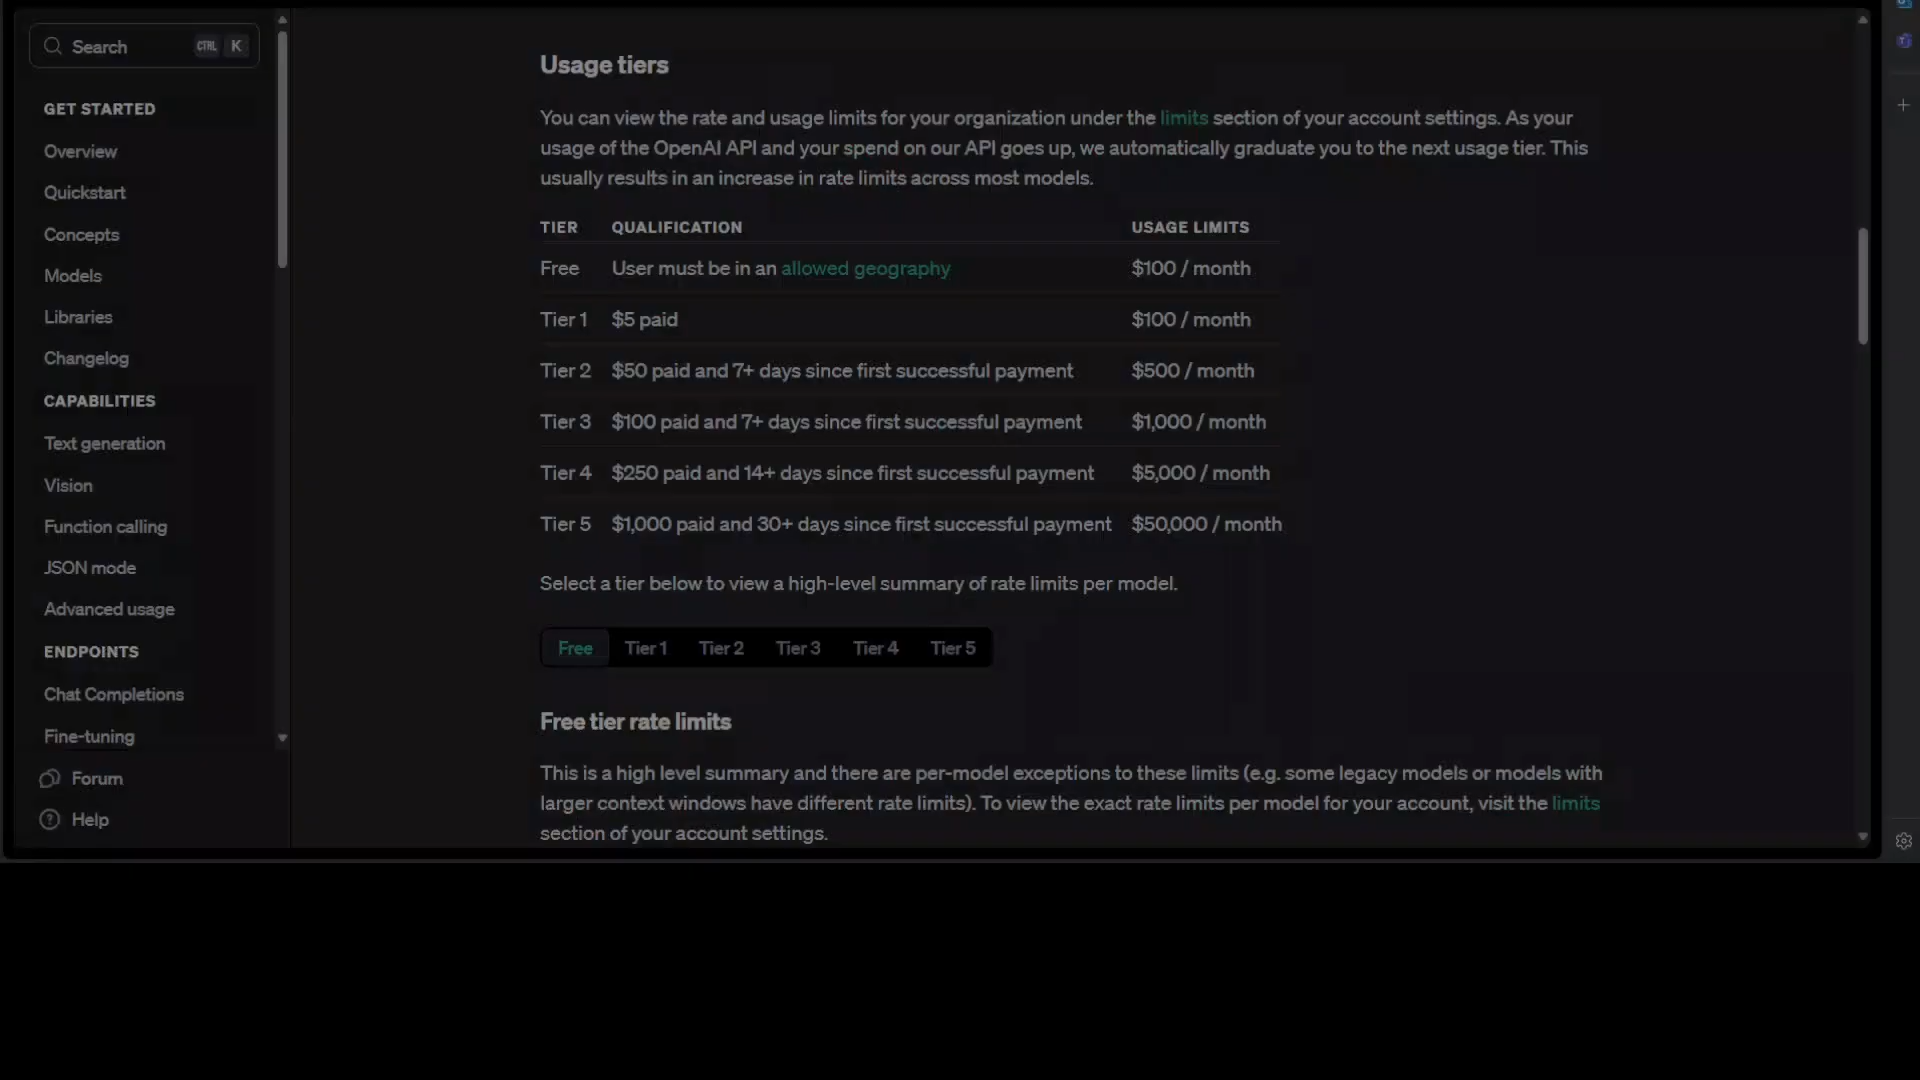 Search CTRL K
GET STARTED
Overview
Quickstart
Concepts
Models
Libraries
Changelog
CAPABILITIES
Text generation
Vision
Function calling
JSON mode
Advanced usage
ENDPOINTS
Chat Completions
Fine-tuning
Forum
Help
Usage tiers
You can view the rate and usage limits for your organization under the limits section of your account settings. As your
usage of the OpenAI API and your spend on our API goes up, we automatically graduate you to the next usage tier. This
usually results in an increase in rate limits across most models.
TIER QUALIFICATION USAGE LIMITS
Free User must be in an allowed geography $100 / month
Tier 1 $5 paid $100 / month
Tier 2 $50 paid and 7+ days since first successful payment $500 / month
Tier 3 $100 paid and 7+ days since first successful payment $1,000 / month
Tier 4 $250 paid and 14+ days since first successful payment $5,000 / month
Tier 5 $1,000 paid and 30+ days since first successful payment $50,000 / month
Select a tier below to view a high-level summary of rate limits per model.
Free Tier 1 Tier 2 Tier 3 Tier 4 Tier 5
Free tier rate limits
This is a high level summary and there are per-model exceptions to these limits (e.g. some legacy models or models with
larger context windows have different rate limits). To view the exact rate limits per model for your account, visit the limits
section of your account settings.